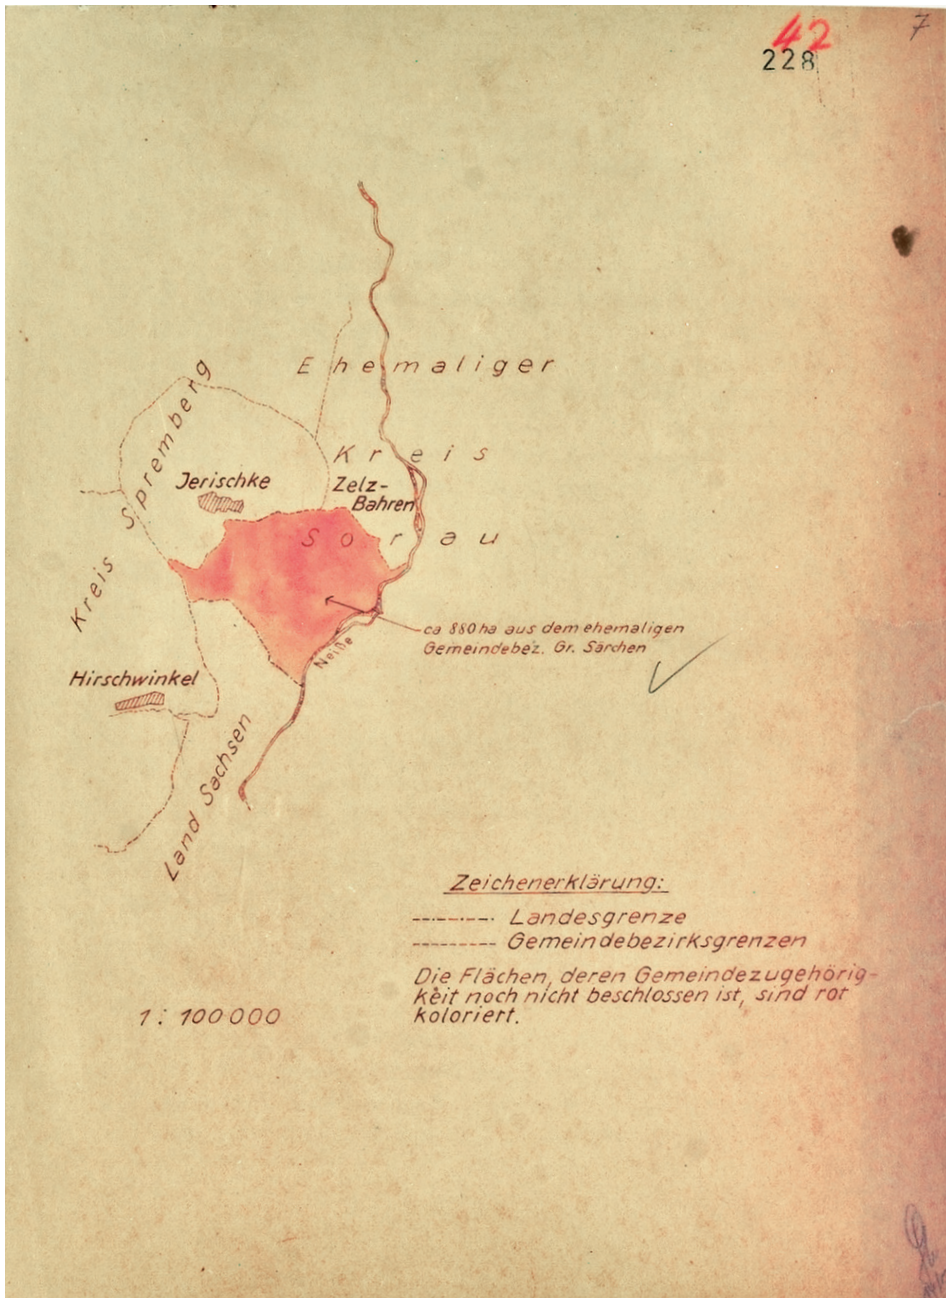 42
7
228
Ehemaliger
Kreis Spremberg
Kreis
Jerischke
Zelz-
Bahren
Sorau
ca 880 ha aus dem ehemaligen
Gemeindebez. Gr. Särchen
Neiße
Hirschwinkel
Land Sachsen
Zeichenerklärung:
Landesgrenze
Gemeindebezirksgrenzen
Die Flächen, deren Gemeindezugehörig-
keit noch nicht beschlossen ist, sind rot
koloriert.
1 : 100 000